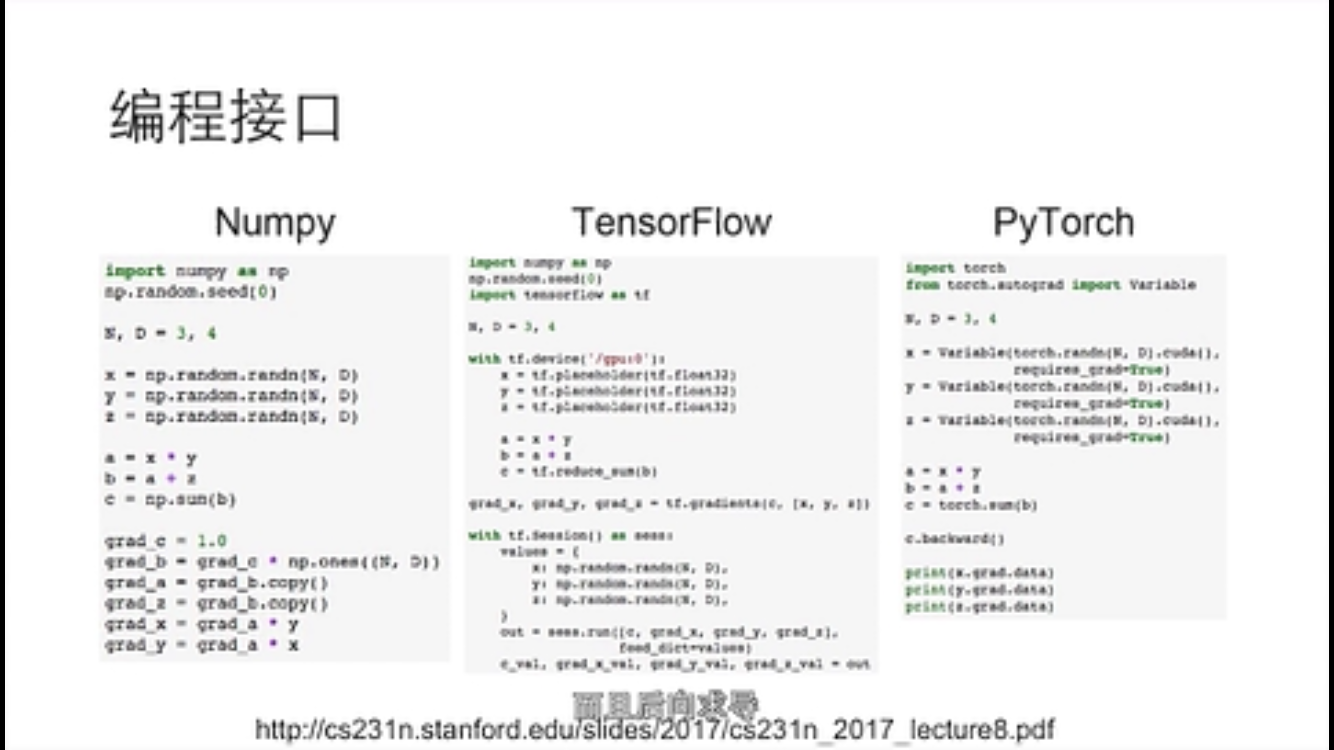 编程接口
Numpy
import numpy as np
np.random.seed(0)
N, D = 3, 4
x = np.random.randn(N, D)
y = np.random.randn(N, D)
z = np.random.randn(N, D)
a = x * y
b = a + z
c = np.sum(b)
grad_c = 1.0
grad_b = grad_c * np.ones((N, D))
grad_a = grad_b.copy()
grad_z = grad_b.copy()
grad_x = grad_a * y
grad_y = grad_a * x
TensorFlow
import numpy as np
np.random.seed(0)
import tensorflow as tf
N, D = 3, 4
with tf.device('/gpu:0'):
x = tf.placeholder(tf.float32)
y = tf.placeholder(tf.float32)
z = tf.placeholder(tf.float32)
a = x * y
b = a + z
c = tf.reduce_sum(b)
grad_x, grad_y, grad_z = tf.gradients(c, [x, y, z])
with tf.Session() as sess:
values = {
x: np.random.randn(N, D),
y: np.random.randn(N, D),
z: np.random.randn(N, D),
}
out = sess.run([c, grad_x, grad_y, grad_z],
feed_dict=values)
c_val, grad_x_val, grad_y_val, grad_z_val = out
PyTorch
import torch
from torch.autograd import Variable
N, D = 3, 4
x = Variable(torch.randn(N, D).cuda(),
requires_grad=True)
y = Variable(torch.randn(N, D).cuda(),
requires_grad=True)
z = Variable(torch.randn(N, D).cuda(),
requires_grad=True)
a = x * y
b = a + z
c = torch.sum(b)
c.backward()
print(x.grad.data)
print(y.grad.data)
print(z.grad.data)
而且后向求导
http://cs231n.stanford.edu/slides/2017/cs231n_2017_lecture8.pdf